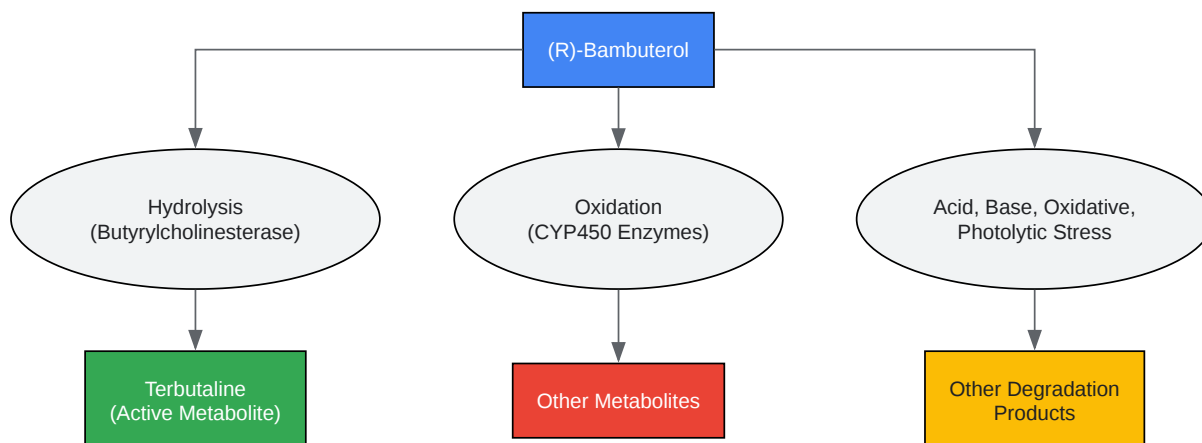 (R)-Bambuterol
Hydrolysis
(Butyrylcholinesterase)
Oxidation
(CYP450 Enzymes)
Acid, Base, Oxidative,
Photolytic Stress
Terbutaline
(Active Metabolite)
Other Metabolites
Other Degradation
Products